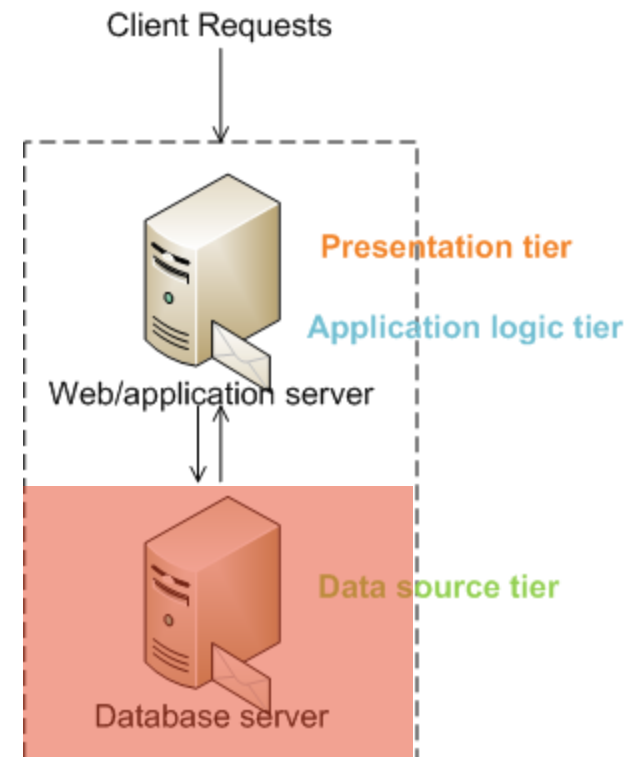 Client Requests
Presentation tier
Application logic tier
Web/application server
Data source tier
Database server